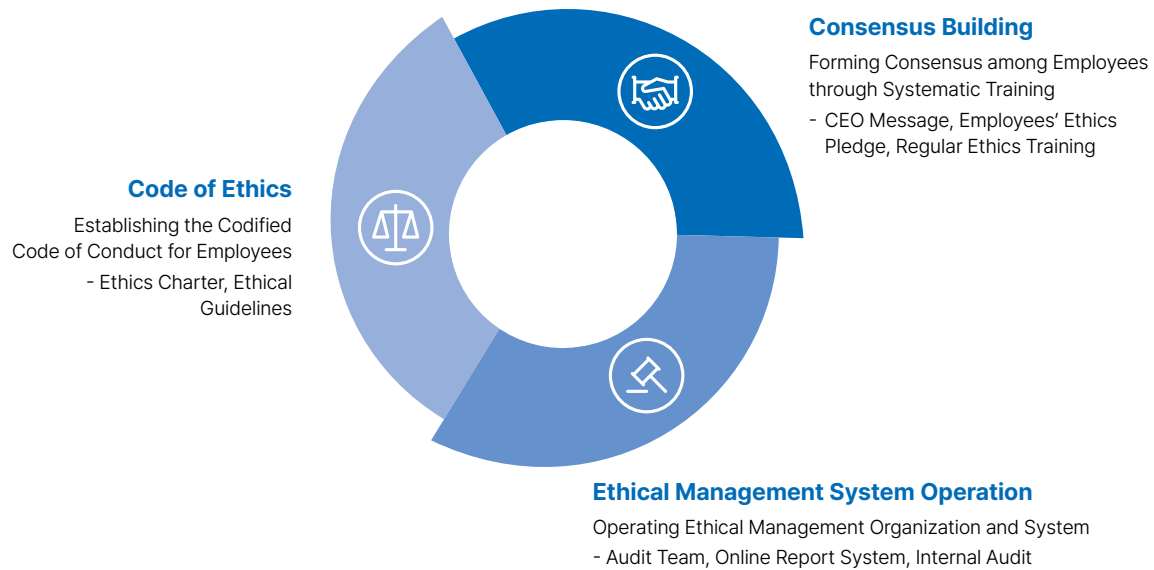 Consensus Building
Forming Consensus among Employees
through Systematic Training
- CEO Message, Employees’ Ethics
Pledge, Regular Ethics Training
Code of Ethics
Establishing the Codified
Code of Conduct for Employees
- Ethics Charter, Ethical
Guidelines
Ethical Management System Operation
Operating Ethical Management Organization and System
- Audit Team, Online Report System, Internal Audit